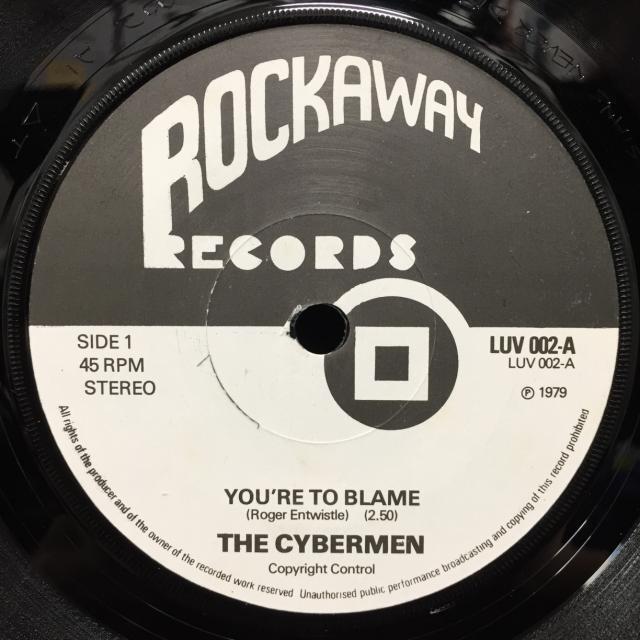 ROCKAWAY
RECORDS
SIDE 1
45 RPM
STEREO
LUV 002-A
LUV 002-A
℗ 1979
YOU'RE TO BLAME
(Roger Entwistle) (2.50)
THE CYBERMEN
Copyright Control
All rights of the producer and of the owner of the recorded work reserved Unauthorised public performance broadcasting and copying of this record prohibited